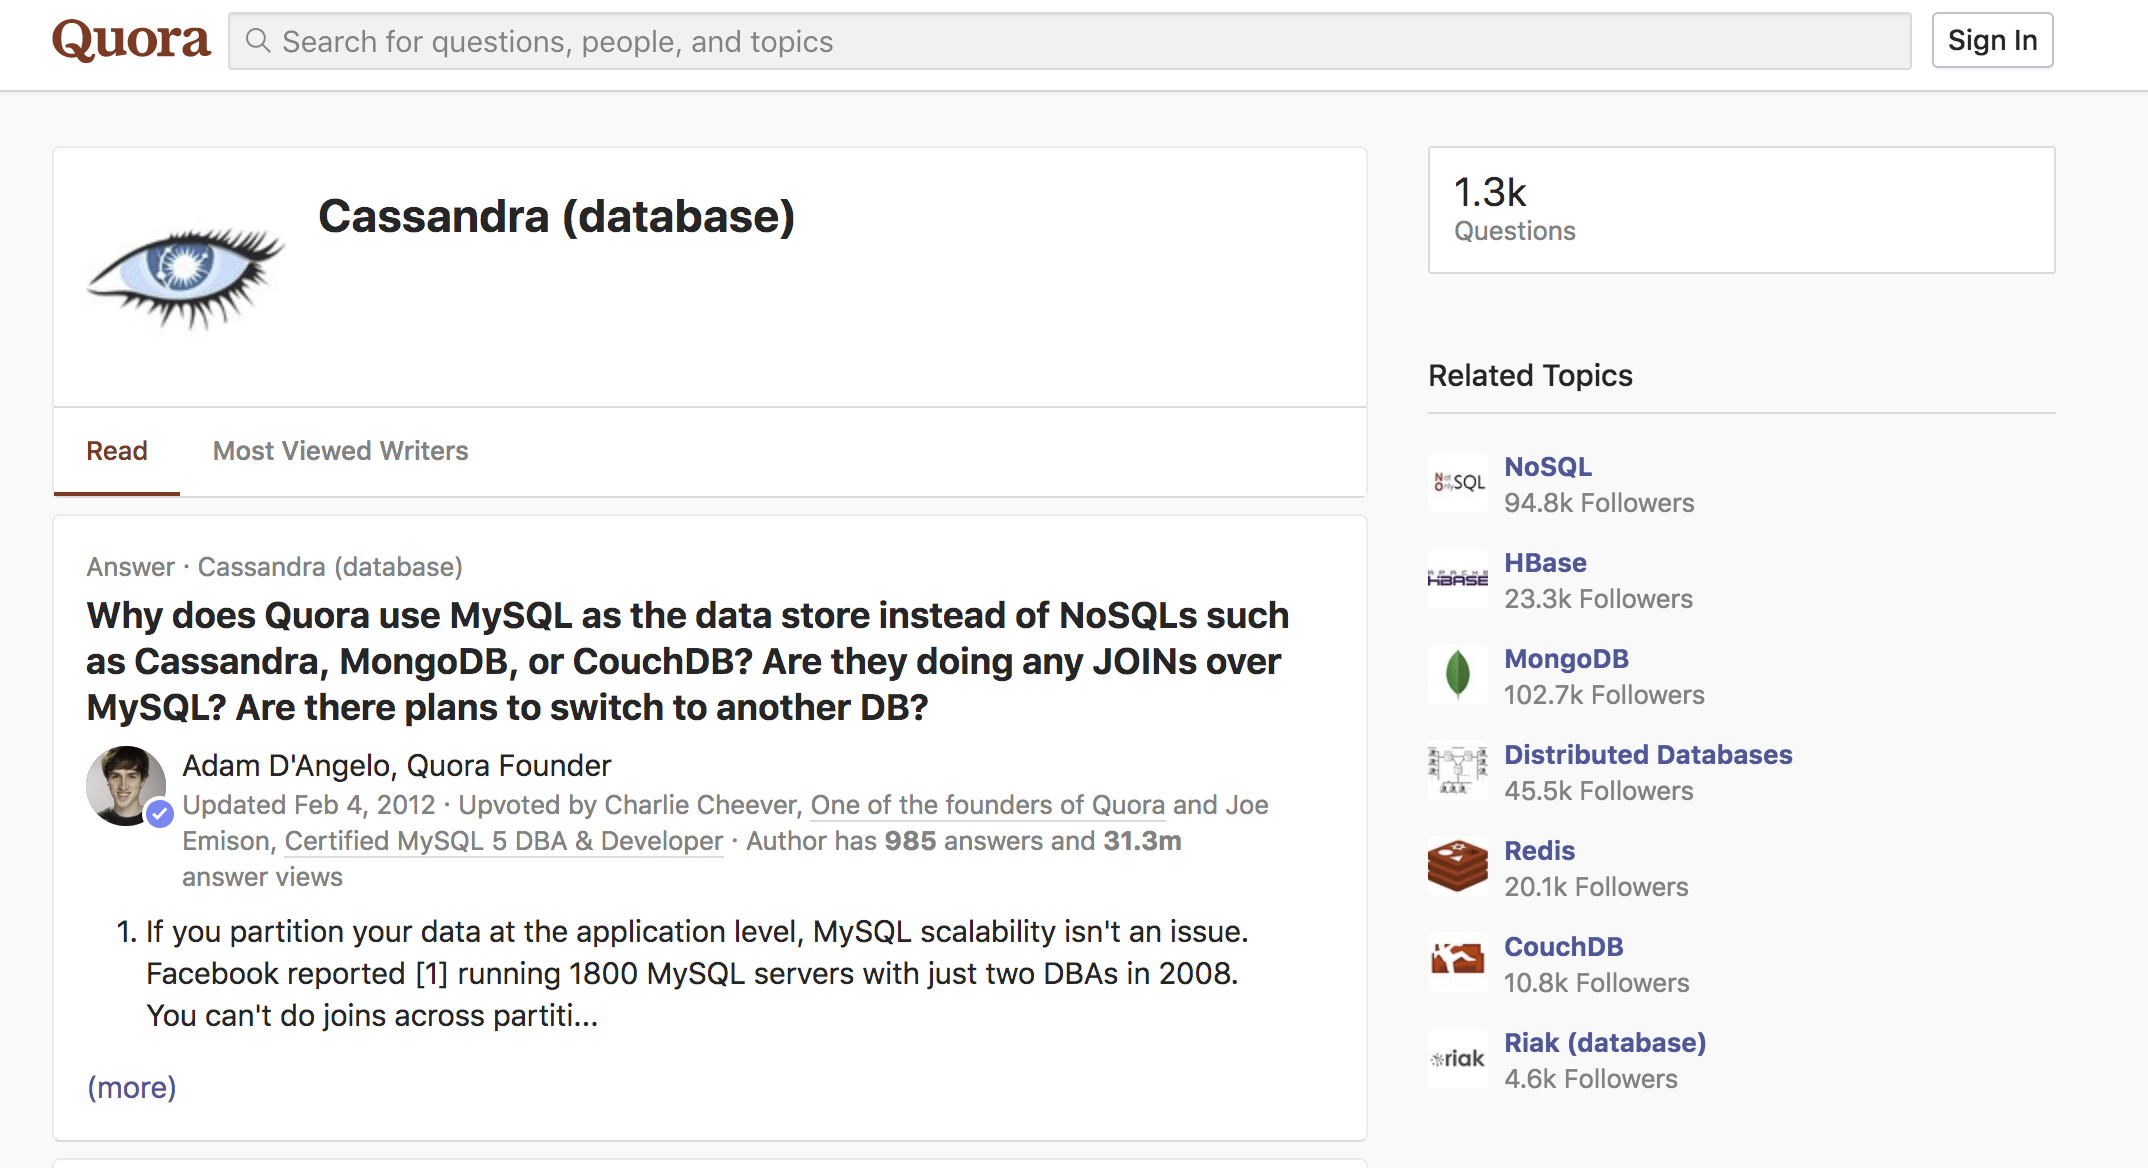 Quora
Search for questions, people, and topics
Sign In
Cassandra (database)
Read
Most Viewed Writers
Answer · Cassandra (database)
Why does Quora use MySQL as the data store instead of NoSQLs such
as Cassandra, MongoDB, or CouchDB? Are they doing any JOINs over
MySQL? Are there plans to switch to another DB?
Adam D'Angelo, Quora Founder
Updated Feb 4, 2012 · Upvoted by Charlie Cheever, One of the founders of Quora and Joe
Emison, Certified MySQL 5 DBA & Developer · Author has 985 answers and 31.3m
answer views
1. If you partition your data at the application level, MySQL scalability isn't an issue.
Facebook reported [1] running 1800 MySQL servers with just two DBAs in 2008.
You can't do joins across partiti...
(more)
1.3k
Questions
Related Topics
Not Only SQL
NoSQL
94.8k Followers
APACHE
HBASE
HBase
23.3k Followers
MongoDB
102.7k Followers
Distributed Databases
45.5k Followers
Redis
20.1k Followers
CouchDB
10.8k Followers
riak
Riak (database)
4.6k Followers